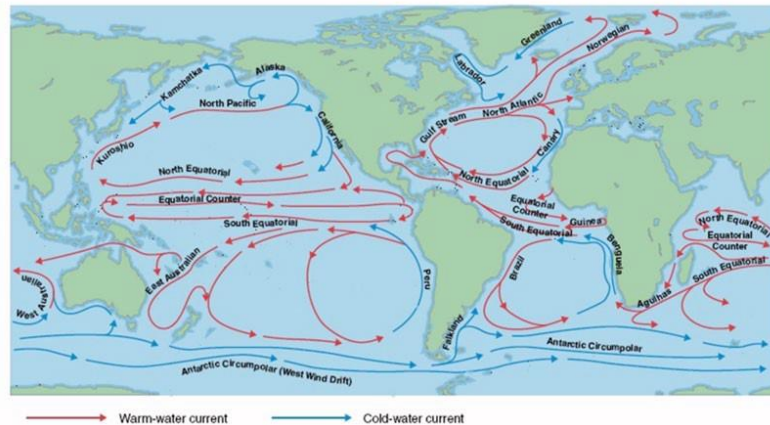 Greenland
Norwegian
Labrador
Alaska
Kamchatka
North Pacific
North Atlantic
Gulf Stream
California
Kuroshio
Canary
North Equatorial
North Equatorial
Equatorial Counter
Equatorial
Counter
Guinea
South Equatorial
South Equatorial
North Equatorial
Equatorial
Counter
South Equatorial
East Australian
West Australian
Peru
Brazil
Benguela
Agulhas
Falkland
Antarctic Circumpolar
Antarctic Circumpolar (West Wind Drift)
Warm-water current
Cold-water current